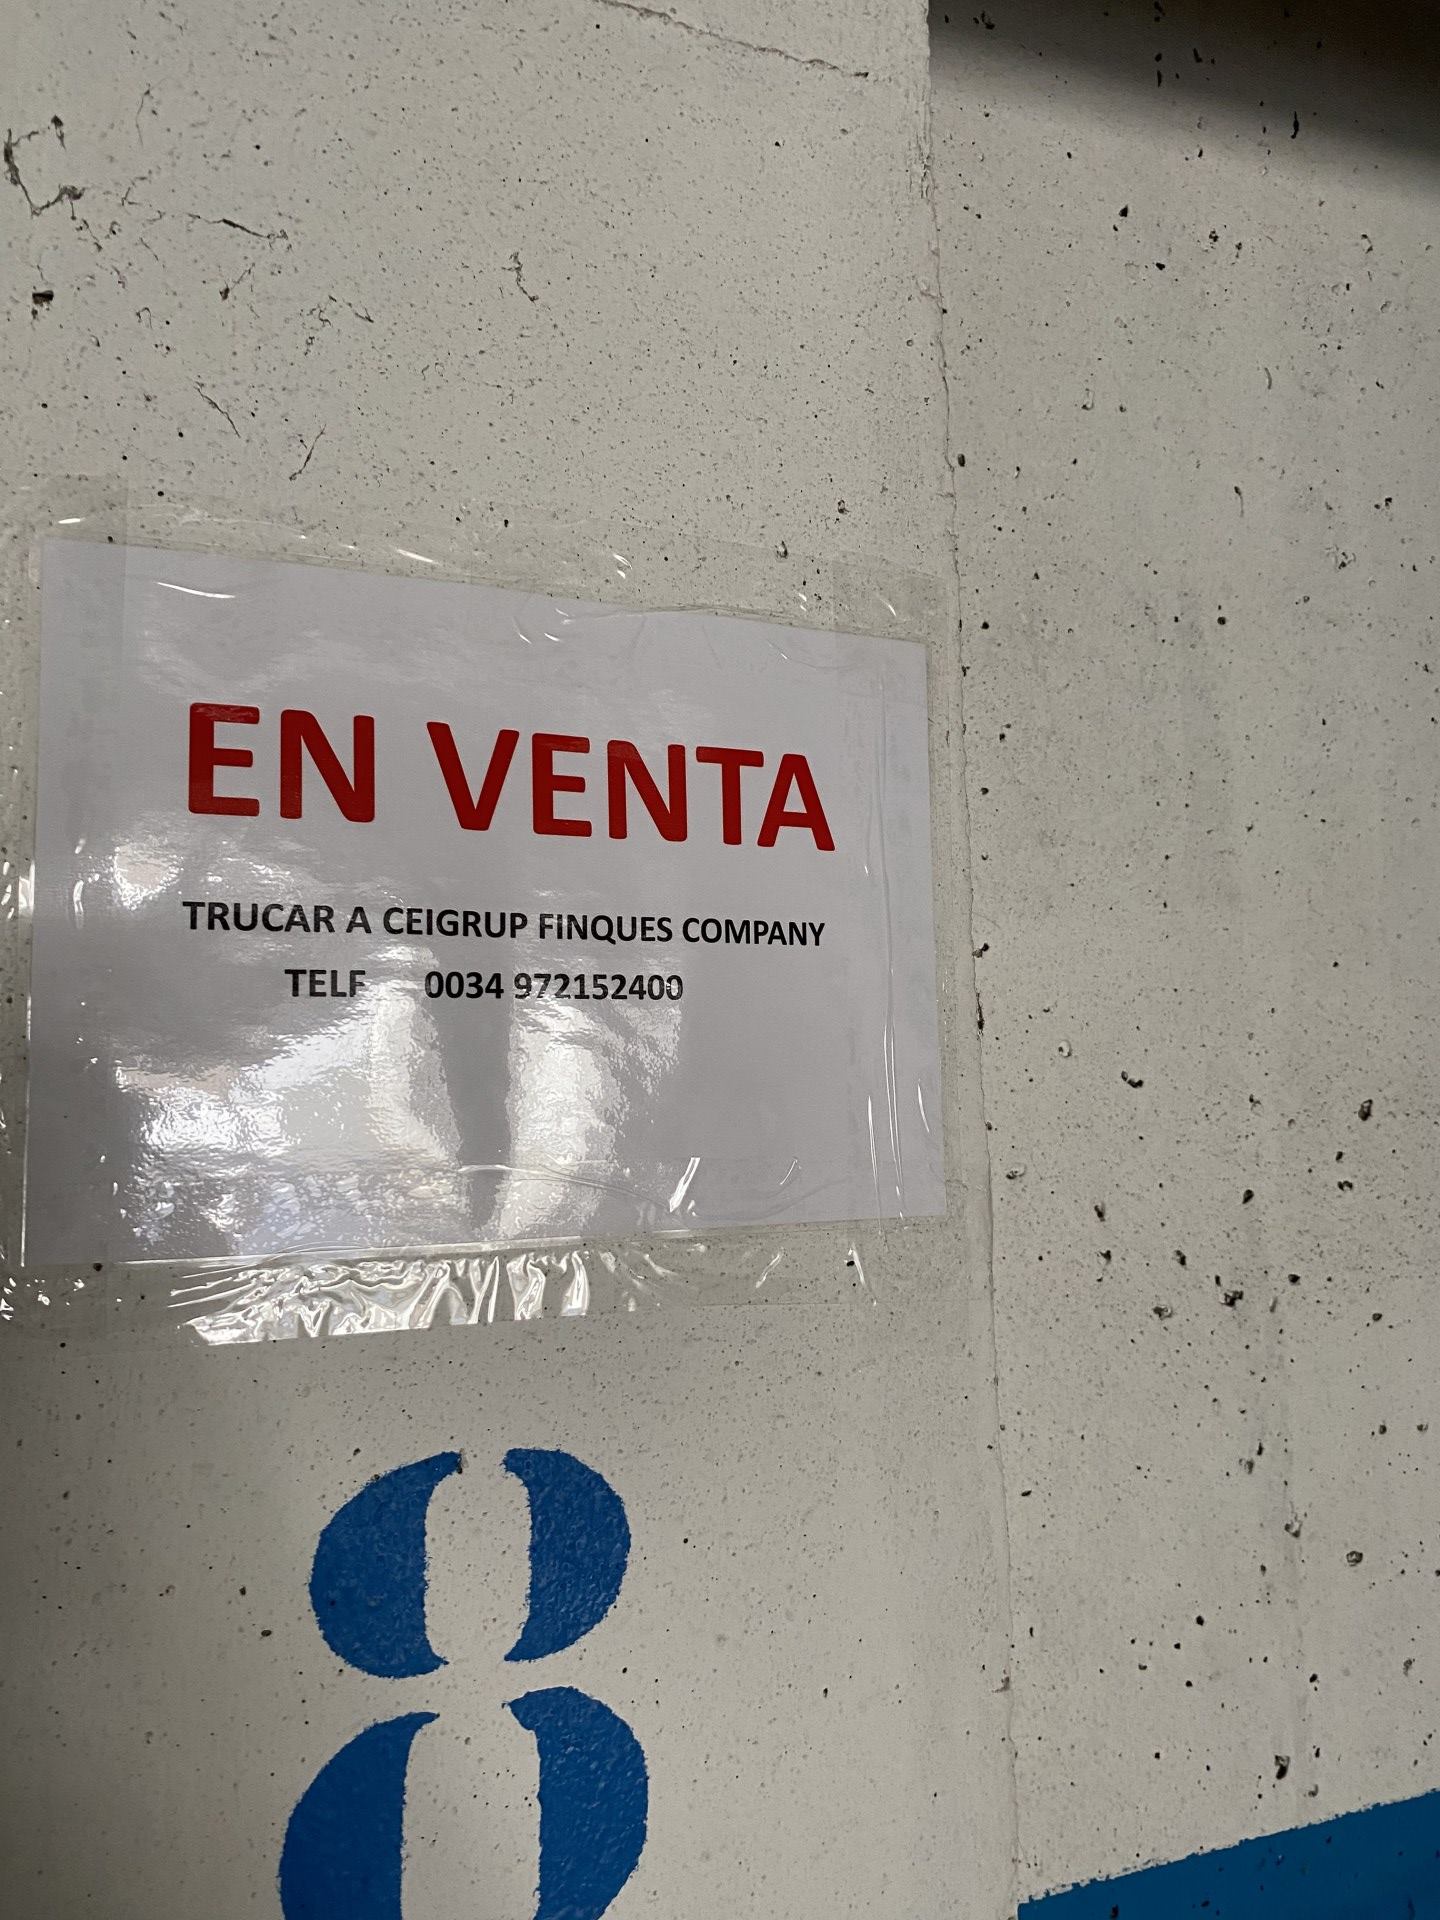 EN VENTA
TRUCAR A CEIGRUP FINQUES COMPANY
TELF 0034 972152400
8